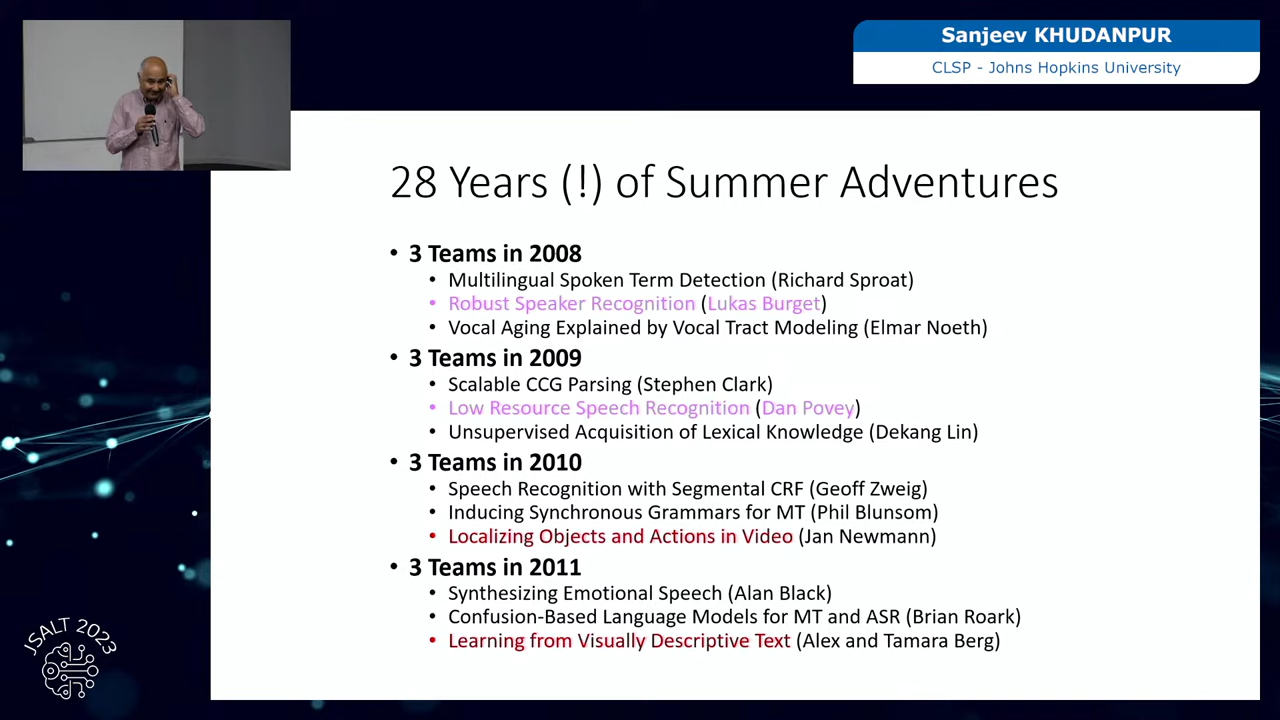 Sanjeev KHUDANPUR
CLSP - Johns Hopkins University
28 Years (!) of Summer Adventures
• 3 Teams in 2008
• Multilingual Spoken Term Detection (Richard Sproat)
• Robust Speaker Recognition (Lukas Burget)
• Vocal Aging Explained by Vocal Tract Modeling (Elmar Noeth)
• 3 Teams in 2009
• Scalable CCG Parsing (Stephen Clark)
• Low Resource Speech Recognition (Dan Povey)
• Unsupervised Acquisition of Lexical Knowledge (Dekang Lin)
• 3 Teams in 2010
• Speech Recognition with Segmental CRF (Geoff Zweig)
• Inducing Synchronous Grammars for MT (Phil Blunsom)
• Localizing Objects and Actions in Video (Jan Newmann)
• 3 Teams in 2011
• Synthesizing Emotional Speech (Alan Black)
• Confusion-Based Language Models for MT and ASR (Brian Roark)
• Learning from Visually Descriptive Text (Alex and Tamara Berg)
JSALT 2023